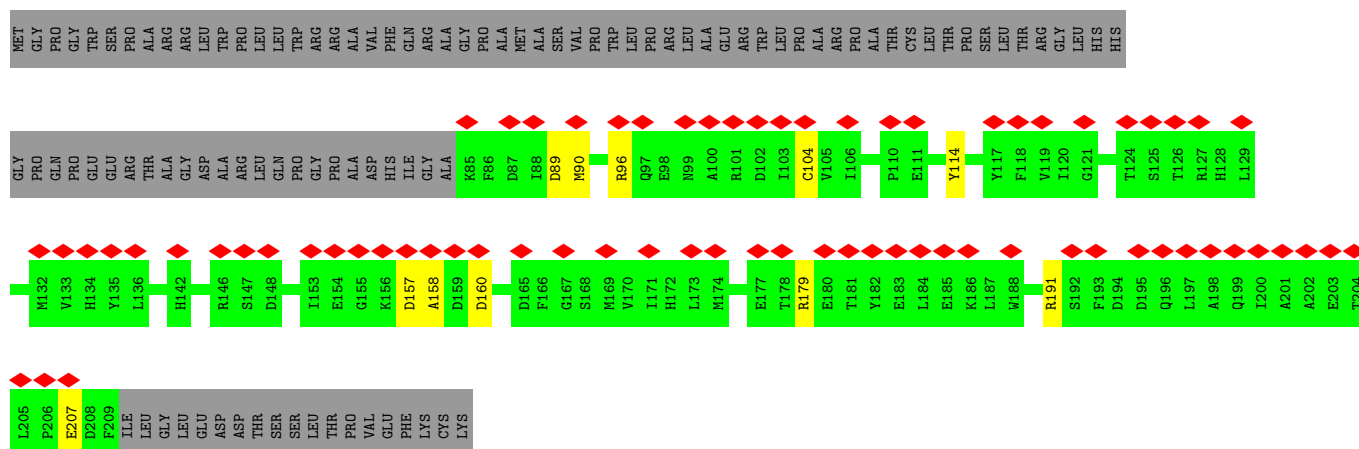 MET GLY PRO GLY TRP SER PRO ALA ARG ARG LEU TRP PRO LEU LEU TRP ARG ARG ALA VAL PHE GLN ARG ALA GLY PRO ALA MET ALA SER VAL PRO TRP LEU PRO ARG LEU ALA GLU ARG TRP LEU PRO ALA ARG PRO ALA THR CYS LEU THR PRO SER LEU THR ARG GLY LEU HIS HIS
GLY PRO GLN PRO GLU GLU ARG THR ALA GLY ASP ALA ARG LEU GLN PRO GLY PRO ALA ASP HIS ILE GLY ALA K85 F86 D87 I88 D89 M90 R96 Q97 E98 N99 A100 R101 D102 I103 C104 V105 I106 P110 E111 Y114 Y117 F118 V119 I120 G121 T124 S125 T126 R127 H128 L129
M132 V133 H134 Y135 L136 H142 R146 S147 D148 I153 E154 G155 K156 D157 A158 D159 D160 D165 F166 G167 S168 M169 V170 I171 H172 L173 M174 E177 T178 R179 E180 T181 Y182 E183 L184 E185 K186 L187 W188 R191 S192 F193 D194 D195 Q196 L197 A198 Q199 I200 A201 A202 E203 T204
L205 P206 E207 D208 F209 ILE LEU GLY LEU GLU ASP ASP THR SER SER LEU THR PRO VAL GLU PHE LYS CYS LYS